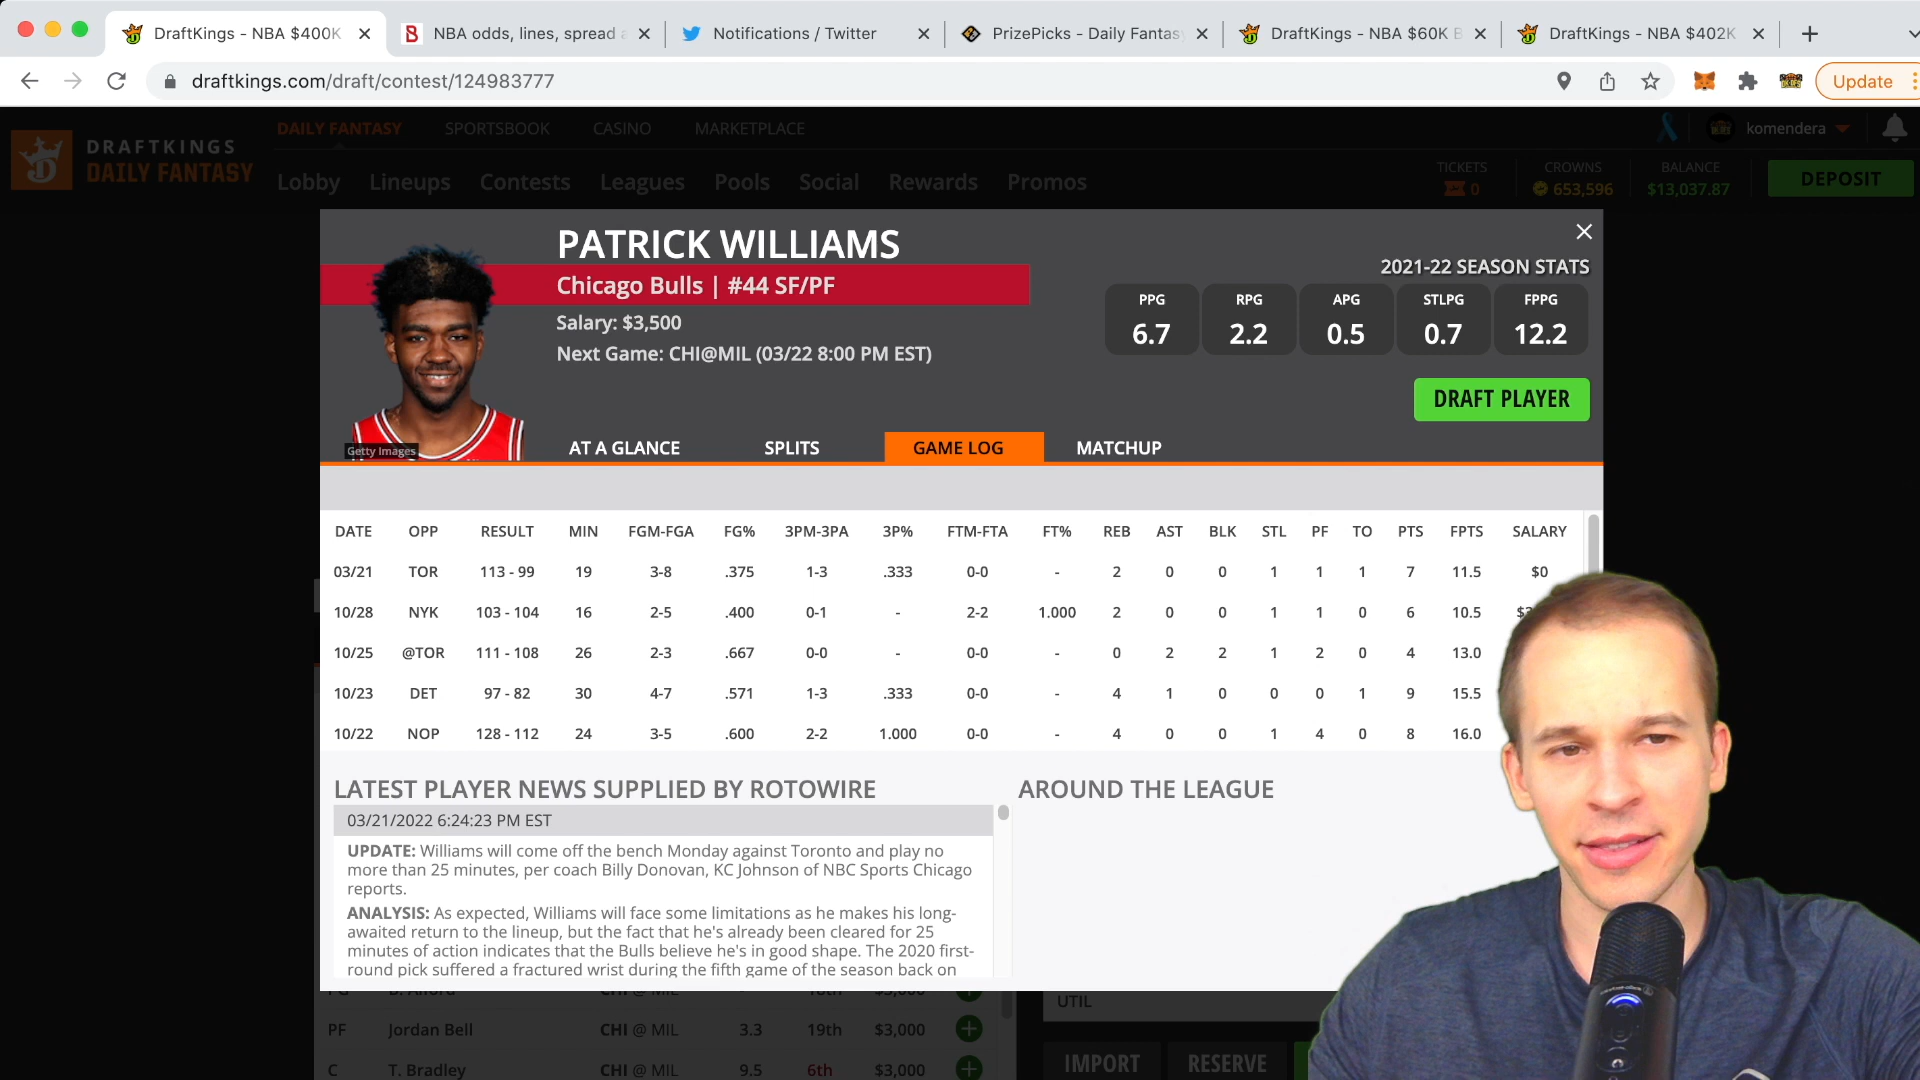 DraftKings - NBA $400K
NBA odds, lines, spread a
Notifications / Twitter
PrizePicks - Daily Fantasy
DraftKings - NBA $60K B
DraftKings - NBA $402K
draftkings.com/draft/contest/124983777
Update
DRAFTKINGS
DAILY FANTASY
DAILY FANTASY SPORTSBOOK CASINO MARKETPLACE
komendera
Lobby Lineups Contests Leagues Pools Social Rewards Promos
TICKETS 0
CROWNS 653,596
BALANCE $13,037.87
DEPOSIT
PATRICK WILLIAMS
Chicago Bulls | #44 SF/PF
Salary: $3,500
Next Game: CHI@MIL (03/22 8:00 PM EST)
2021-22 SEASON STATS
PPG RPG APG STLPG FPPG
6.7 2.2 0.5 0.7 12.2
DRAFT PLAYER
Getty Images
AT A GLANCE SPLITS GAME LOG MATCHUP
DATE OPP RESULT MIN FGM-FGA FG% 3PM-3PA 3P% FTM-FTA FT% REB AST BLK STL PF TO PTS FPTS SALARY
03/21 TOR 113 - 99 19 3-8 .375 1-3 .333 0-0 - 2 0 0 1 1 1 7 11.5 $0
10/28 NYK 103 - 104 16 2-5 .400 0-1 - 2-2 1.000 2 0 0 1 1 0 6 10.5
10/25 @TOR 111 - 108 26 2-3 .667 0-0 - 0-0 - 0 2 2 1 2 0 4 13.0
10/23 DET 97 - 82 30 4-7 .571 1-3 .333 0-0 - 4 1 0 0 0 1 9 15.5
10/22 NOP 128 - 112 24 3-5 .600 2-2 1.000 0-0 - 4 0 0 1 4 0 8 16.0
LATEST PLAYER NEWS SUPPLIED BY ROTOWIRE
AROUND THE LEAGUE
03/21/2022 6:24:23 PM EST
UPDATE: Williams will come off the bench Monday against Toronto and play no
more than 25 minutes, per coach Billy Donovan, KC Johnson of NBC Sports Chicago
reports.
ANALYSIS: As expected, Williams will face some limitations as he makes his long-
awaited return to the lineup, but the fact that he's already been cleared for 25
minutes of action indicates that the Bulls believe he's in good shape. The 2020 first-
round pick suffered a fractured wrist during the fifth game of the season back on
UTIL
PF Jordan Bell CHI @ MIL 3.3 19th $3,000
C T. Bradley CHI @ MIL 9.5 6th $3,000
IMPORT RESERVE